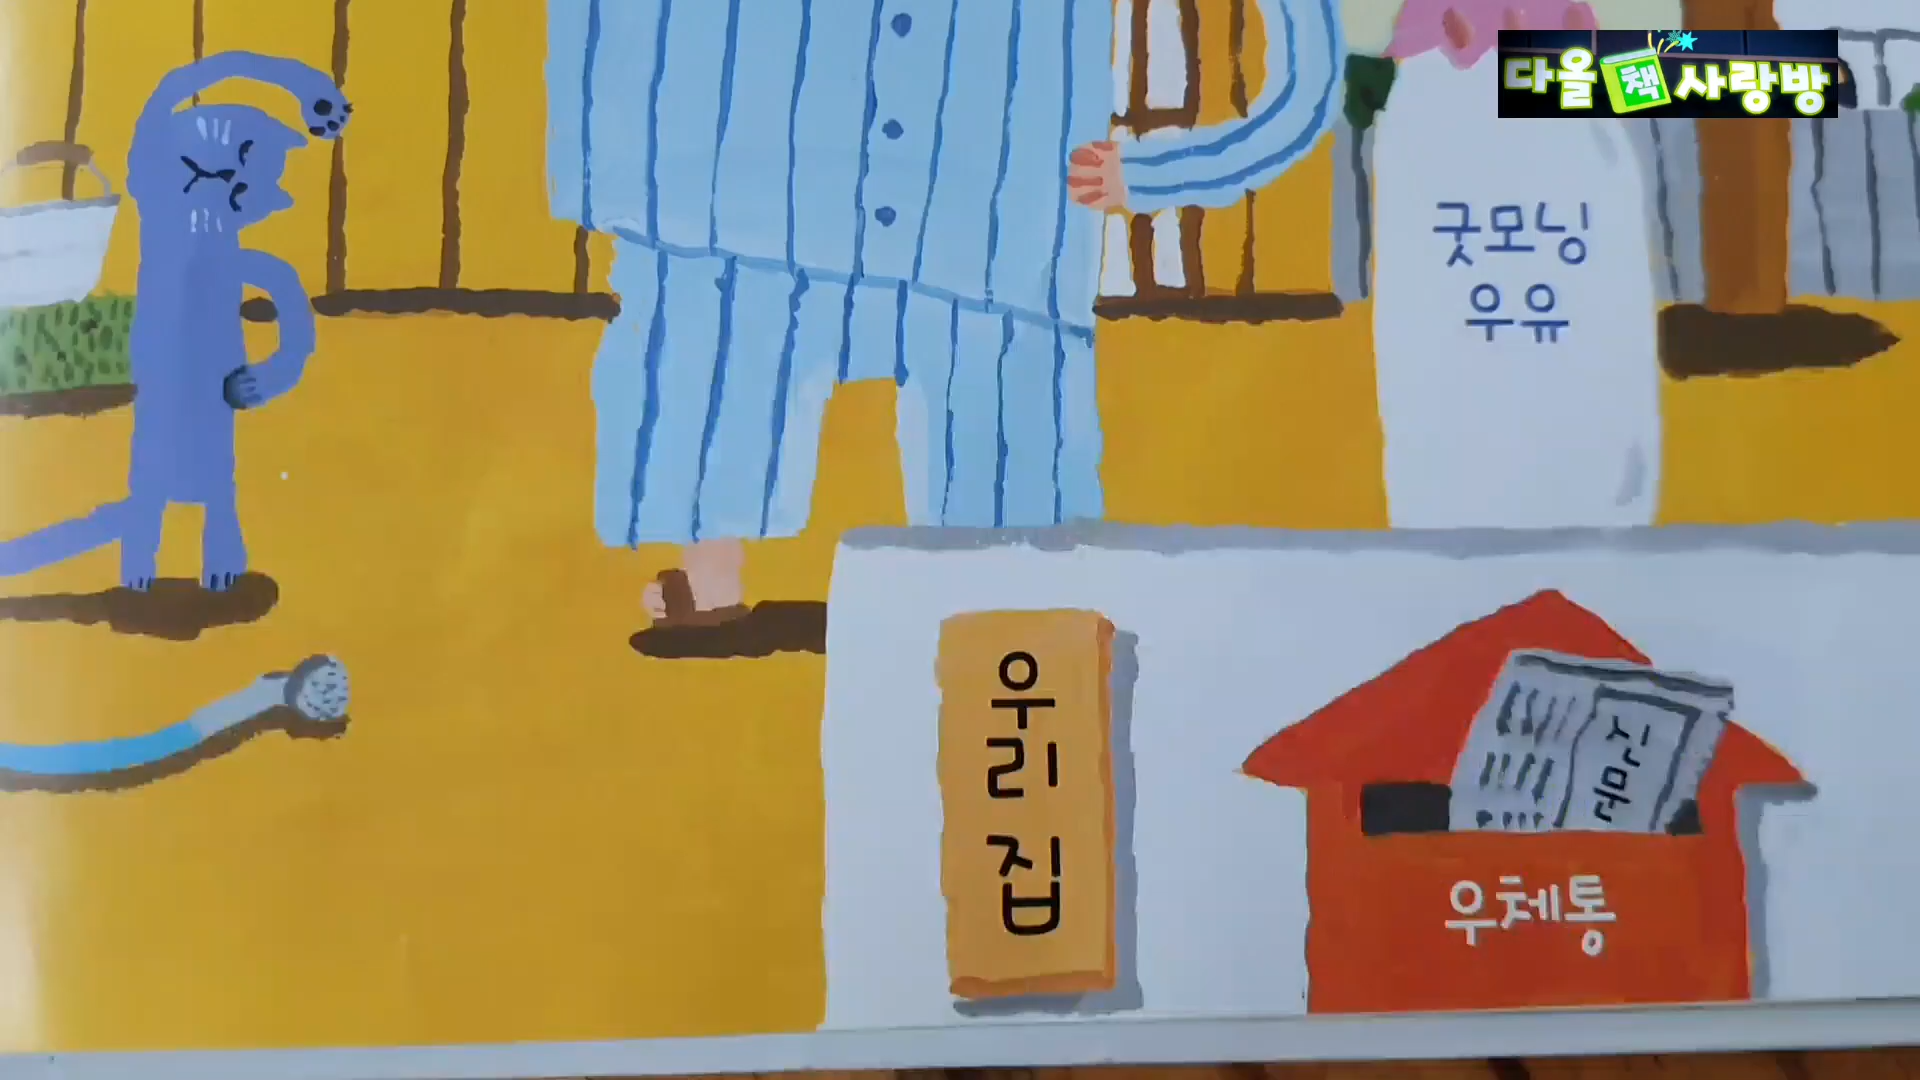 다올 책 사랑방
굿모닝
우유
우리 집
신문
우체통